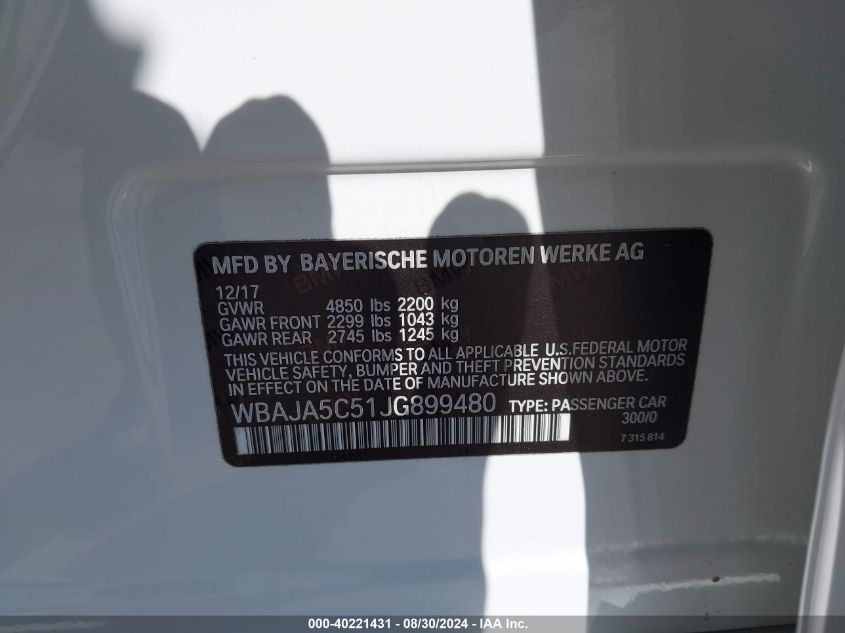 MFD BY BAYERISCHE MOTOREN WERKE AG
12/17
GVWR 4850 lbs 2200 kg
GAWR FRONT 2299 lbs 1043 kg
GAWR REAR 2745 lbs 1245 kg
THIS VEHICLE CONFORMS TO ALL APPLICABLE U.S.FEDERAL MOTOR
VEHICLE SAFETY, BUMPER AND THEFT PREVENTION STANDARDS
IN EFFECT ON THE DATE OF MANUFACTURE SHOWN ABOVE.
WBAJA5C51JG899480 TYPE: PASSENGER CAR
300/0
7 315 814
000-40221431 - 08/30/2024 - IAA Inc.